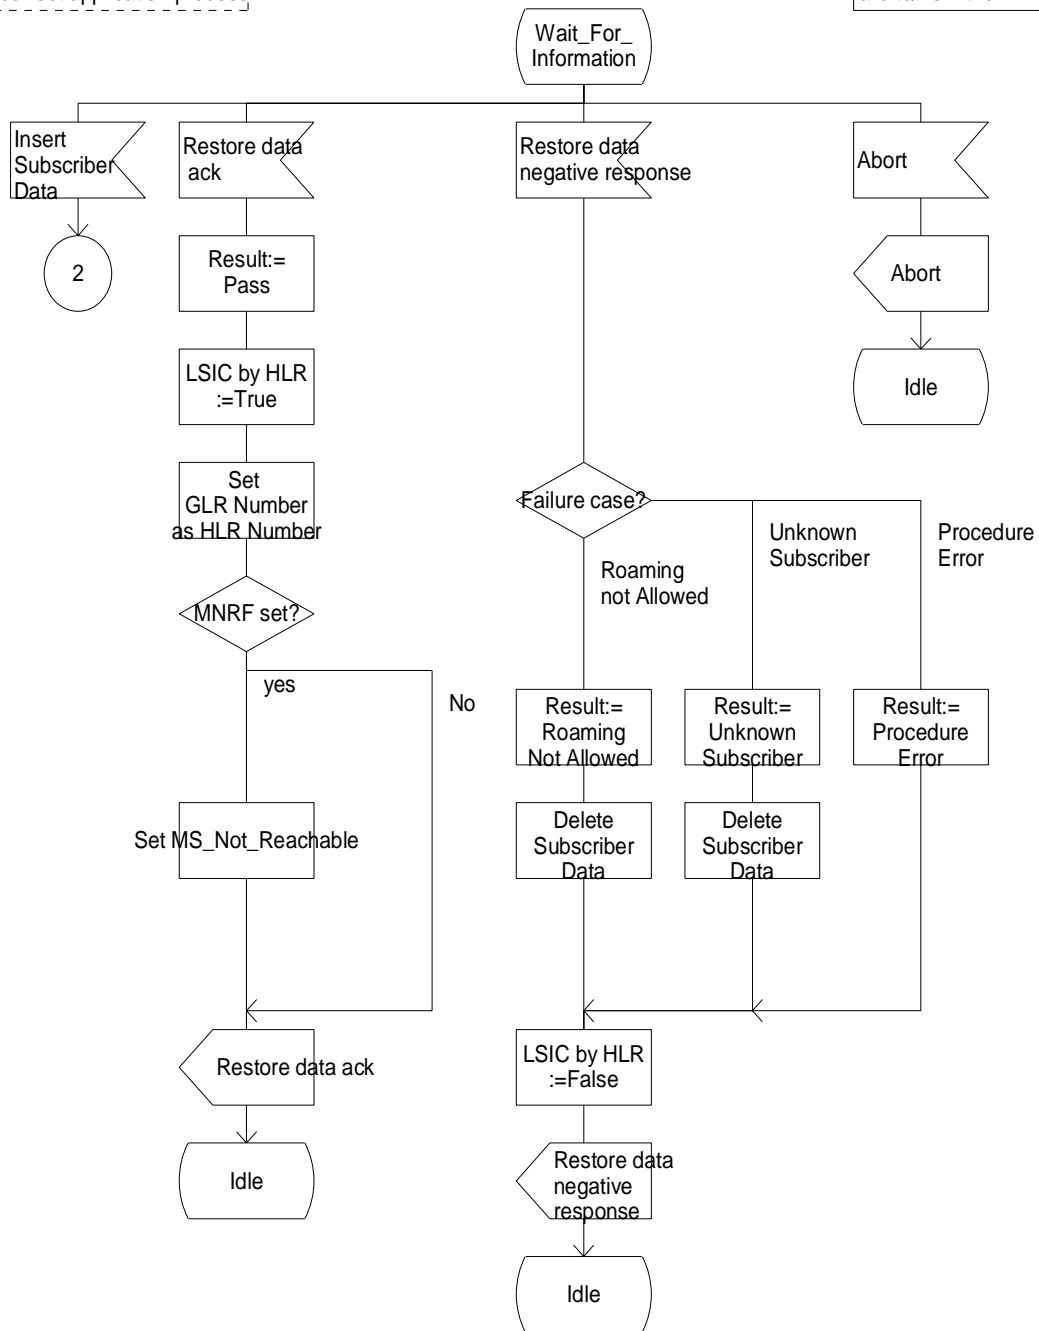 Wait_For_
Information
Insert
Subscriber
Data
Restore data
ack
Restore data
negative response
Abort
2
Result:=
Pass
Abort
LSIC by HLR
:=True
Idle
Set
GLR Number
as HLR Number
Failure case?
Unknown
Subscriber
Procedure
Error
Roaming
not Allowed
MNRF set?
yes
No
Result:=
Roaming
Not Allowed
Result:=
Unknown
Subscriber
Result:=
Procedure
Error
Set MS_Not_Reachable
Delete
Subscriber
Data
Delete
Subscriber
Data
Restore data ack
LSIC by HLR
:=False
Idle
Restore data
negative
response
Idle